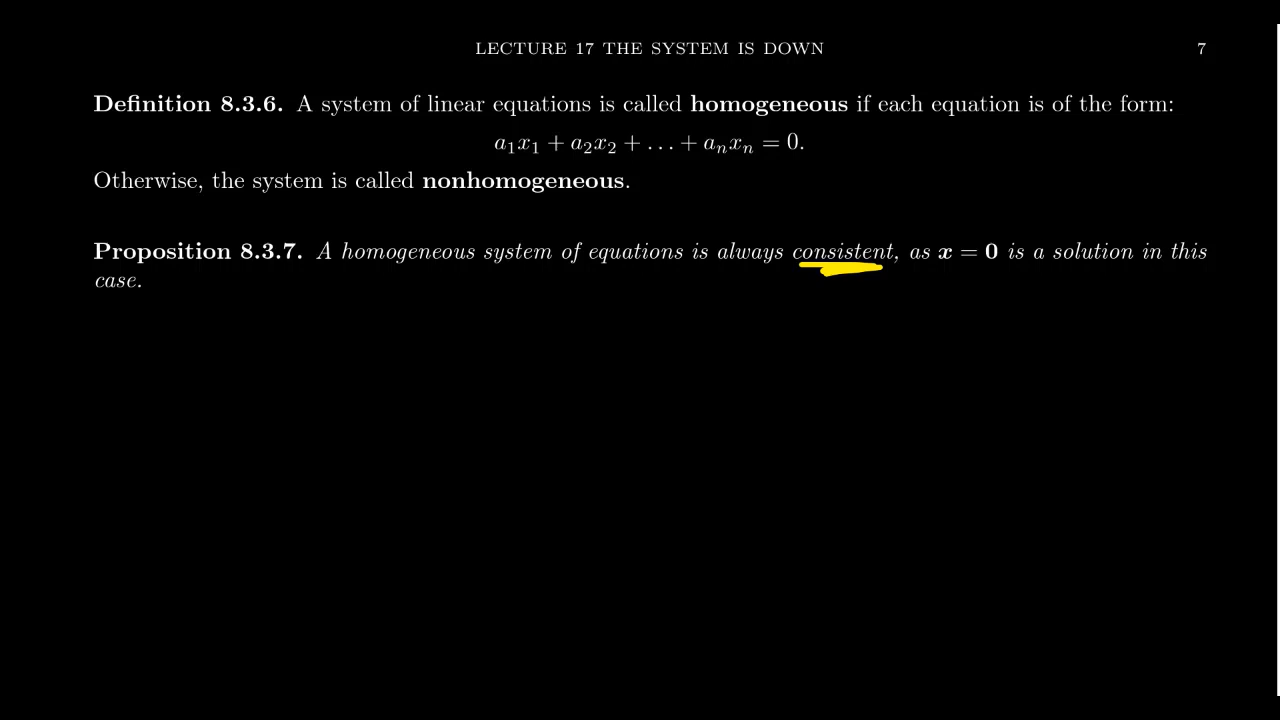 LECTURE 17 THE SYSTEM IS DOWN 7
Definition 8.3.6. A system of linear equations is called homogeneous if each equation is of the form:
a₁x₁ + a₂x₂ + . . . + aₙxₙ = 0.
Otherwise, the system is called nonhomogeneous.
Proposition 8.3.7. A homogeneous system of equations is always consistent, as x = 0 is a solution in this
case.